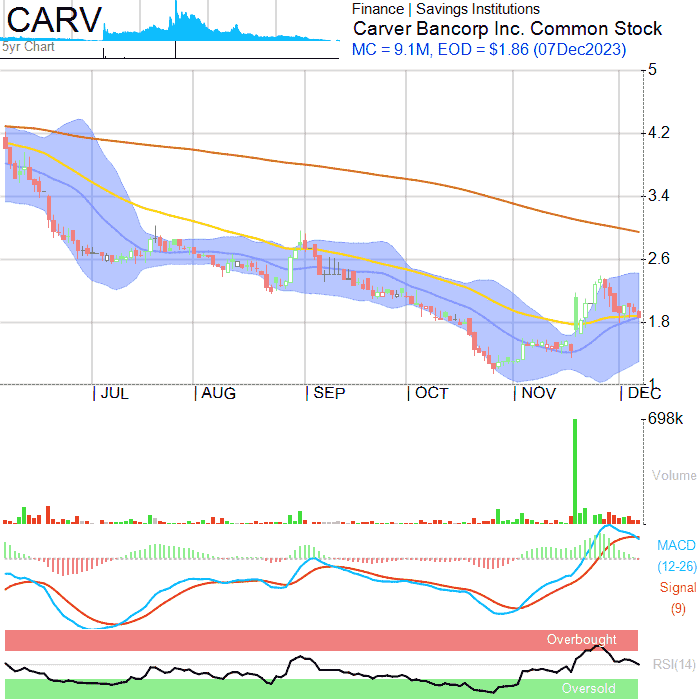 CARV
5yr Chart
Finance | Savings Institutions
Carver Bancorp Inc. Common Stock
MC = 9.1M, EOD = $1.86 (07Dec2023)
5
4.2
3.4
2.6
1.8
1
JUL AUG SEP OCT NOV DEC
698k
Volume
MACD
(12-26)
Signal
(9)
Overbought
RSI(14)
Oversold